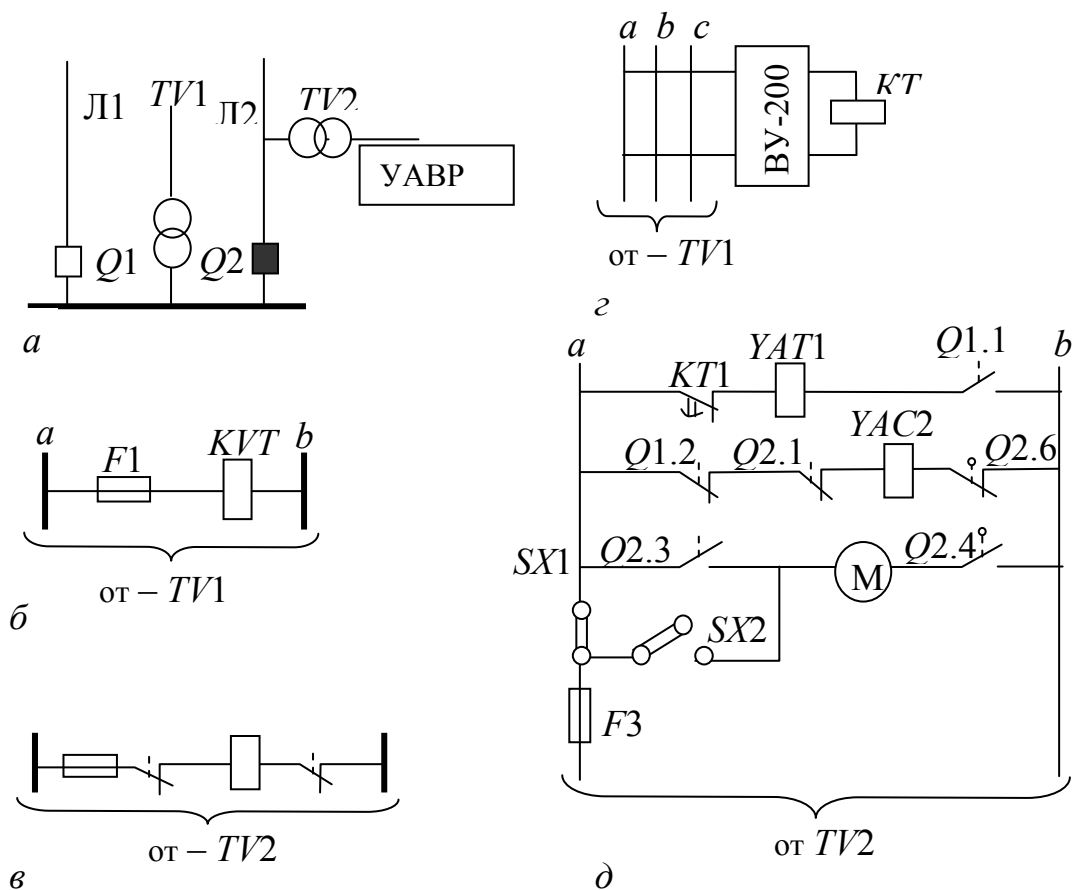 Л1
TV1
Л2
TV2
УАВР
Q1
Q2
а
a b c
ВУ-200
KT
от – TV1
г
a
F1
KVT
b
от – TV1
б
от – TV2
в
a
YAT1
Q1.1
b
KT1
YAC2
Q1.2
Q2.1
Q2.6
SX1
Q2.3
М
Q2.4
SX2
F3
от TV2
д